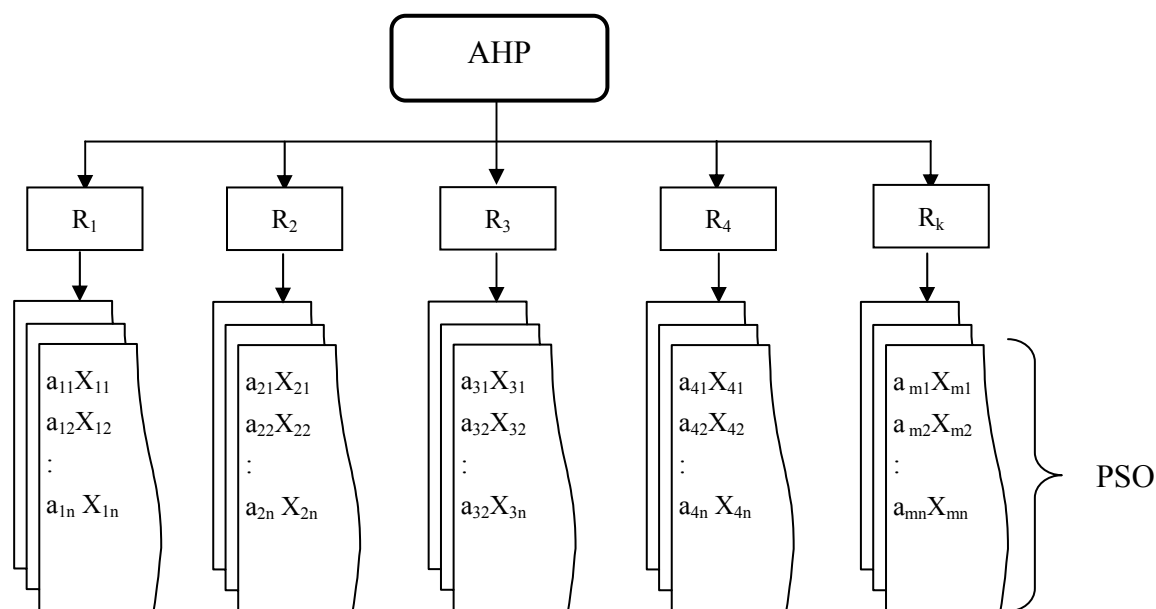 AHP
R₁ R₂ R₃ R₄ Rₖ
a₁₁X₁₁ a₂₁X₂₁ a₃₁X₃₁ a₄₁X₄₁ a ₘ₁Xₘ₁
a₁₂X₁₂ a₂₂X₂₂ a₃₂X₃₂ a₄₂X₄₂ a ₘ₂Xₘ₂
: : : : :
a₁ₙ X₁ₙ a₂ₙ X₂ₙ a₃₂X₃ₙ a₄ₙ X₄ₙ aₘₙXₘₙ
PSO